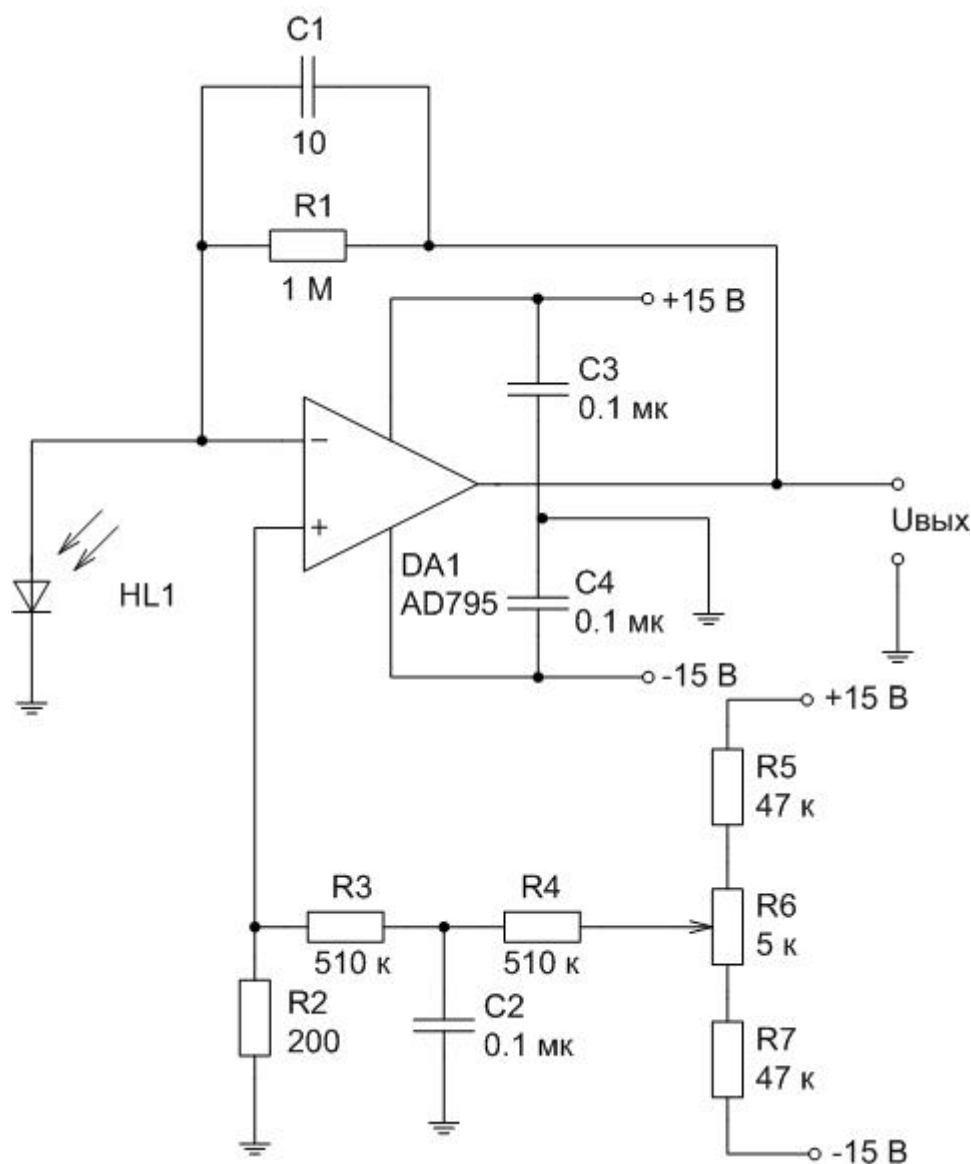 C1
10
R1
1 М
+15 В
C3
0.1 мк
−
+
Uвых
HL1
DA1
AD795
C4
0.1 мк
-15 В
+15 В
R5
47 к
R3
510 к
R4
510 к
R6
5 к
R2
200
C2
0.1 мк
R7
47 к
-15 В